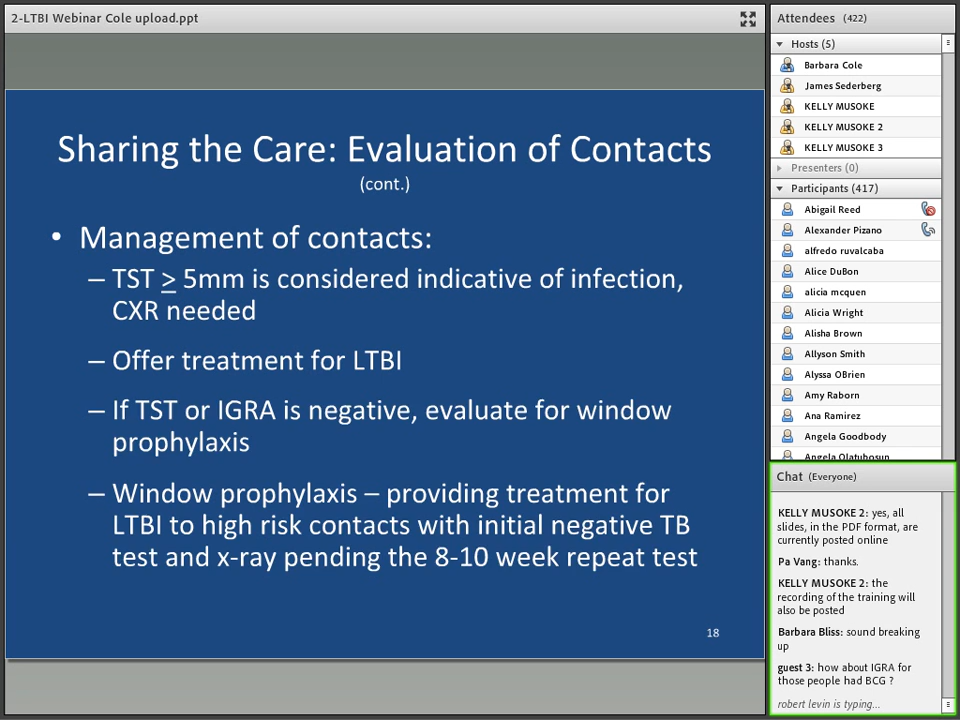 2-LTBI Webinar Cole upload.ppt
Sharing the Care: Evaluation of Contacts
(cont.)
• Management of contacts:
– TST ≥ 5mm is considered indicative of infection,
CXR needed
– Offer treatment for LTBI
– If TST or IGRA is negative, evaluate for window
prophylaxis
– Window prophylaxis – providing treatment for
LTBI to high risk contacts with initial negative TB
test and x-ray pending the 8-10 week repeat test
18
Attendees (422)
Hosts (5)
Barbara Cole
James Sederberg
KELLY MUSOKE
KELLY MUSOKE 2
KELLY MUSOKE 3
Presenters (0)
Participants (417)
Abigail Reed
Alexander Pizano
alfredo ruvalcaba
Alice DuBon
alicia mcquen
Alicia Wright
Alisha Brown
Allyson Smith
Alyssa OBrien
Amy Raborn
Ana Ramirez
Angela Goodbody
Angela Olatubosun
Chat (Everyone)
KELLY MUSOKE 2: yes, all
slides, in the PDF format, are
currently posted online
Pa Vang: thanks.
KELLY MUSOKE 2: the
recording of the training will
also be posted
Barbara Bliss: sound breaking
up
guest 3: how about IGRA for
those people had BCG ?
robert levin is typing...